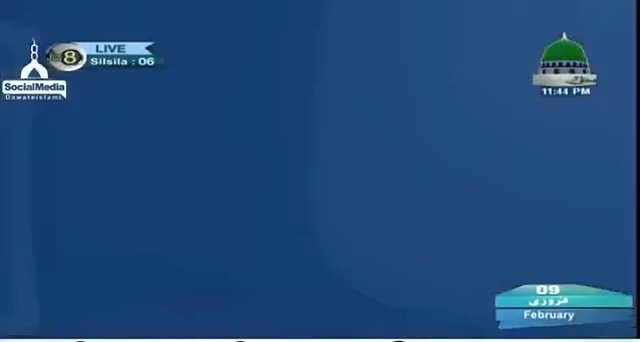 8
LIVE
Silsila : 06
SocialMedia
Dawateislami
11:44 PM
09
فروری
February